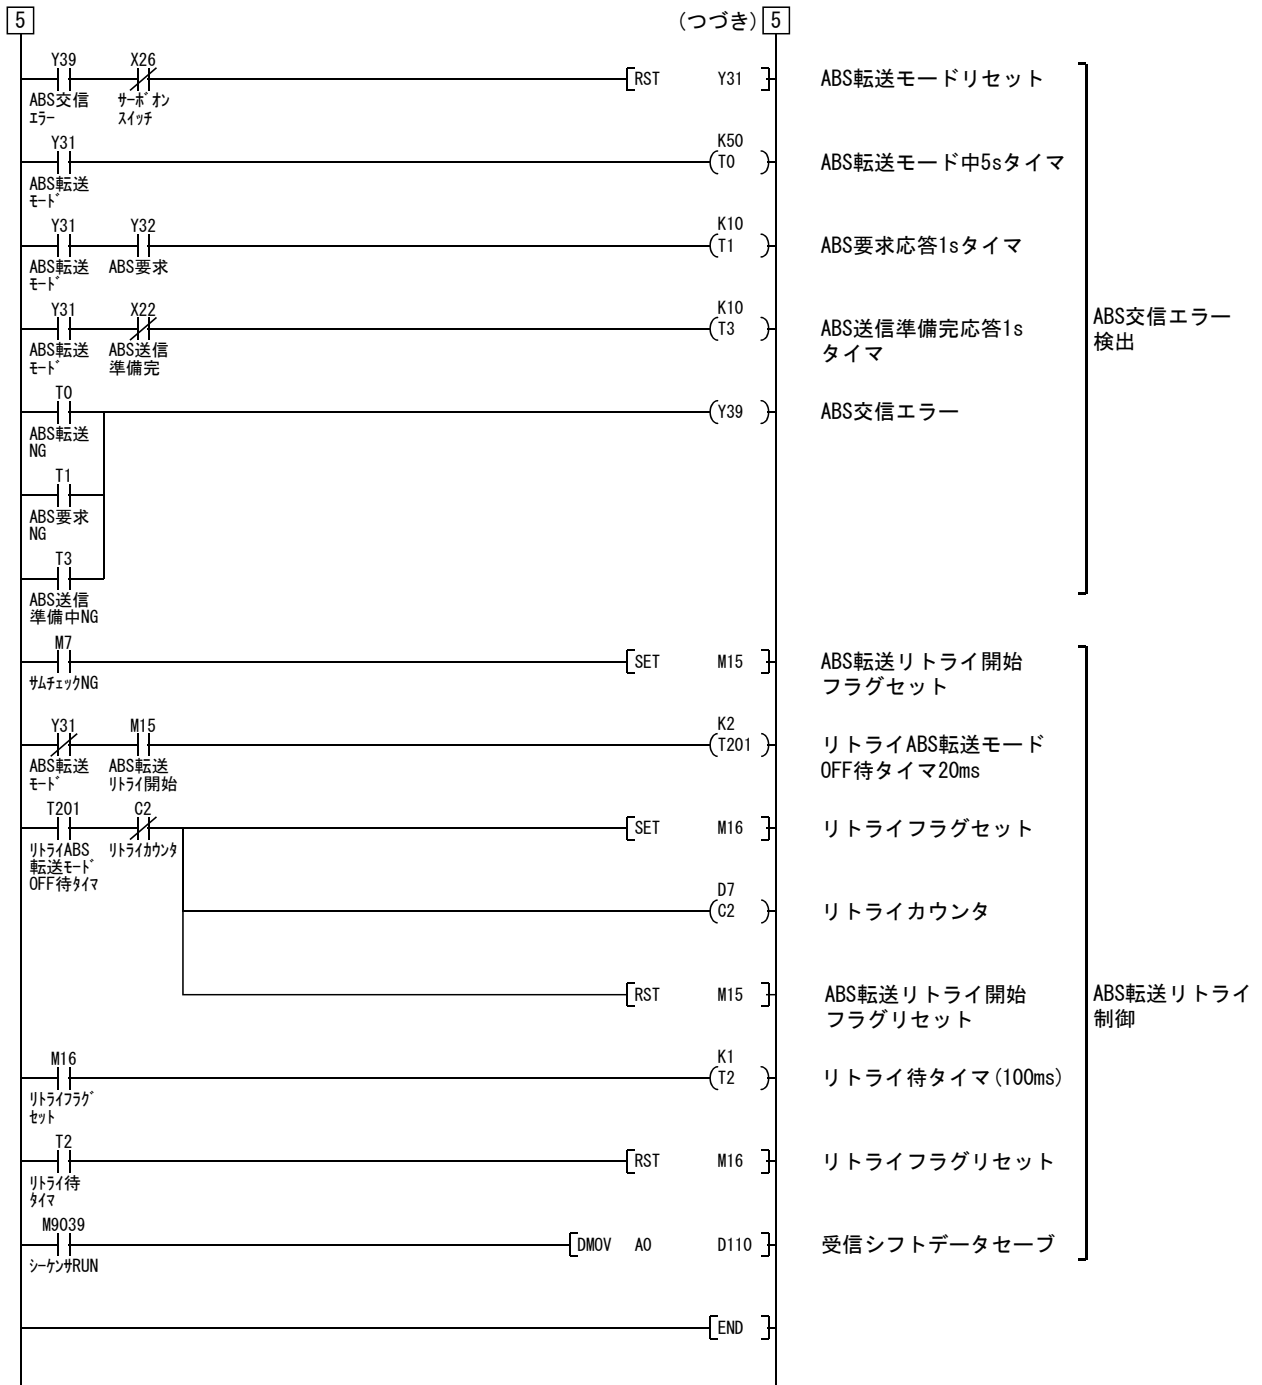 5
(つづき) 5
Y39 X26
RST Y31
ABS転送モードリセット
ABS交信 サーボオン
エラー スイッチ
Y31 K50
T0
ABS転送モード中5sタイマ
ABS転送
モード
Y31 Y32 K10
T1
ABS要求応答1sタイマ
ABS転送 ABS要求
モード
Y31 X22 K10
T3
ABS送信準備完応答1s
タイマ
ABS転送 ABS送信
モード 準備完
ABS交信エラー
検出
T0
Y39
ABS交信エラー
ABS転送
NG
T1
ABS要求
NG
T3
ABS送信
準備中NG
M7
SET M15
ABS転送リトライ開始
フラグセット
サムチェックNG
Y31 M15 K2
T201
リトライABS転送モード
OFF待タイマ20ms
ABS転送 ABS転送
モード リトライ開始
T201 C2
SET M16
リトライフラグセット
リトライABS リトライカウンタ
転送モード
OFF待タイマ
D7
C2
リトライカウンタ
RST M15
ABS転送リトライ開始
フラグリセット
ABS転送リトライ
制御
M16 K1
T2
リトライ待タイマ(100ms)
リトライフラグ
セット
T2
RST M16
リトライフラグリセット
リトライ待
タイマ
M9039
DMOV A0 D110
受信シフトデータセーブ
シーケンサRUN
END